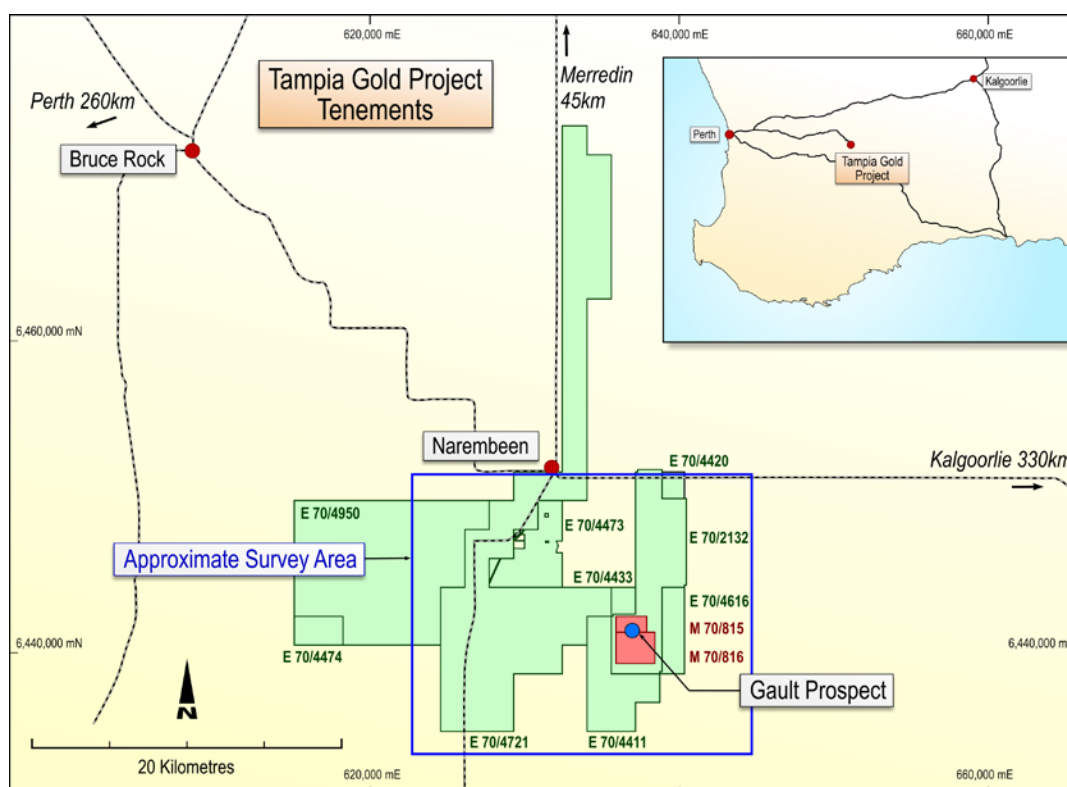 620,000 mE
640,000 mE
660,000 mE
Tampia Gold Project
Tenements
Merredin
45km
Perth 260km
Bruce Rock
Kalgoorlie
Perth
Tampia Gold
Project
6,460,000 mN
Narembeen
E 70/4420
Kalgoorlie 330km
E 70/4950
E 70/4473
E 70/2132
Approximate Survey Area
E 70/4433
E 70/4616
M 70/815
6,440,000 mN
6,440,000 mN
E 70/4474
M 70/816
Gault Prospect
N
E 70/4721
E 70/4411
20 Kilometres
620,000 mE
660,000 mE